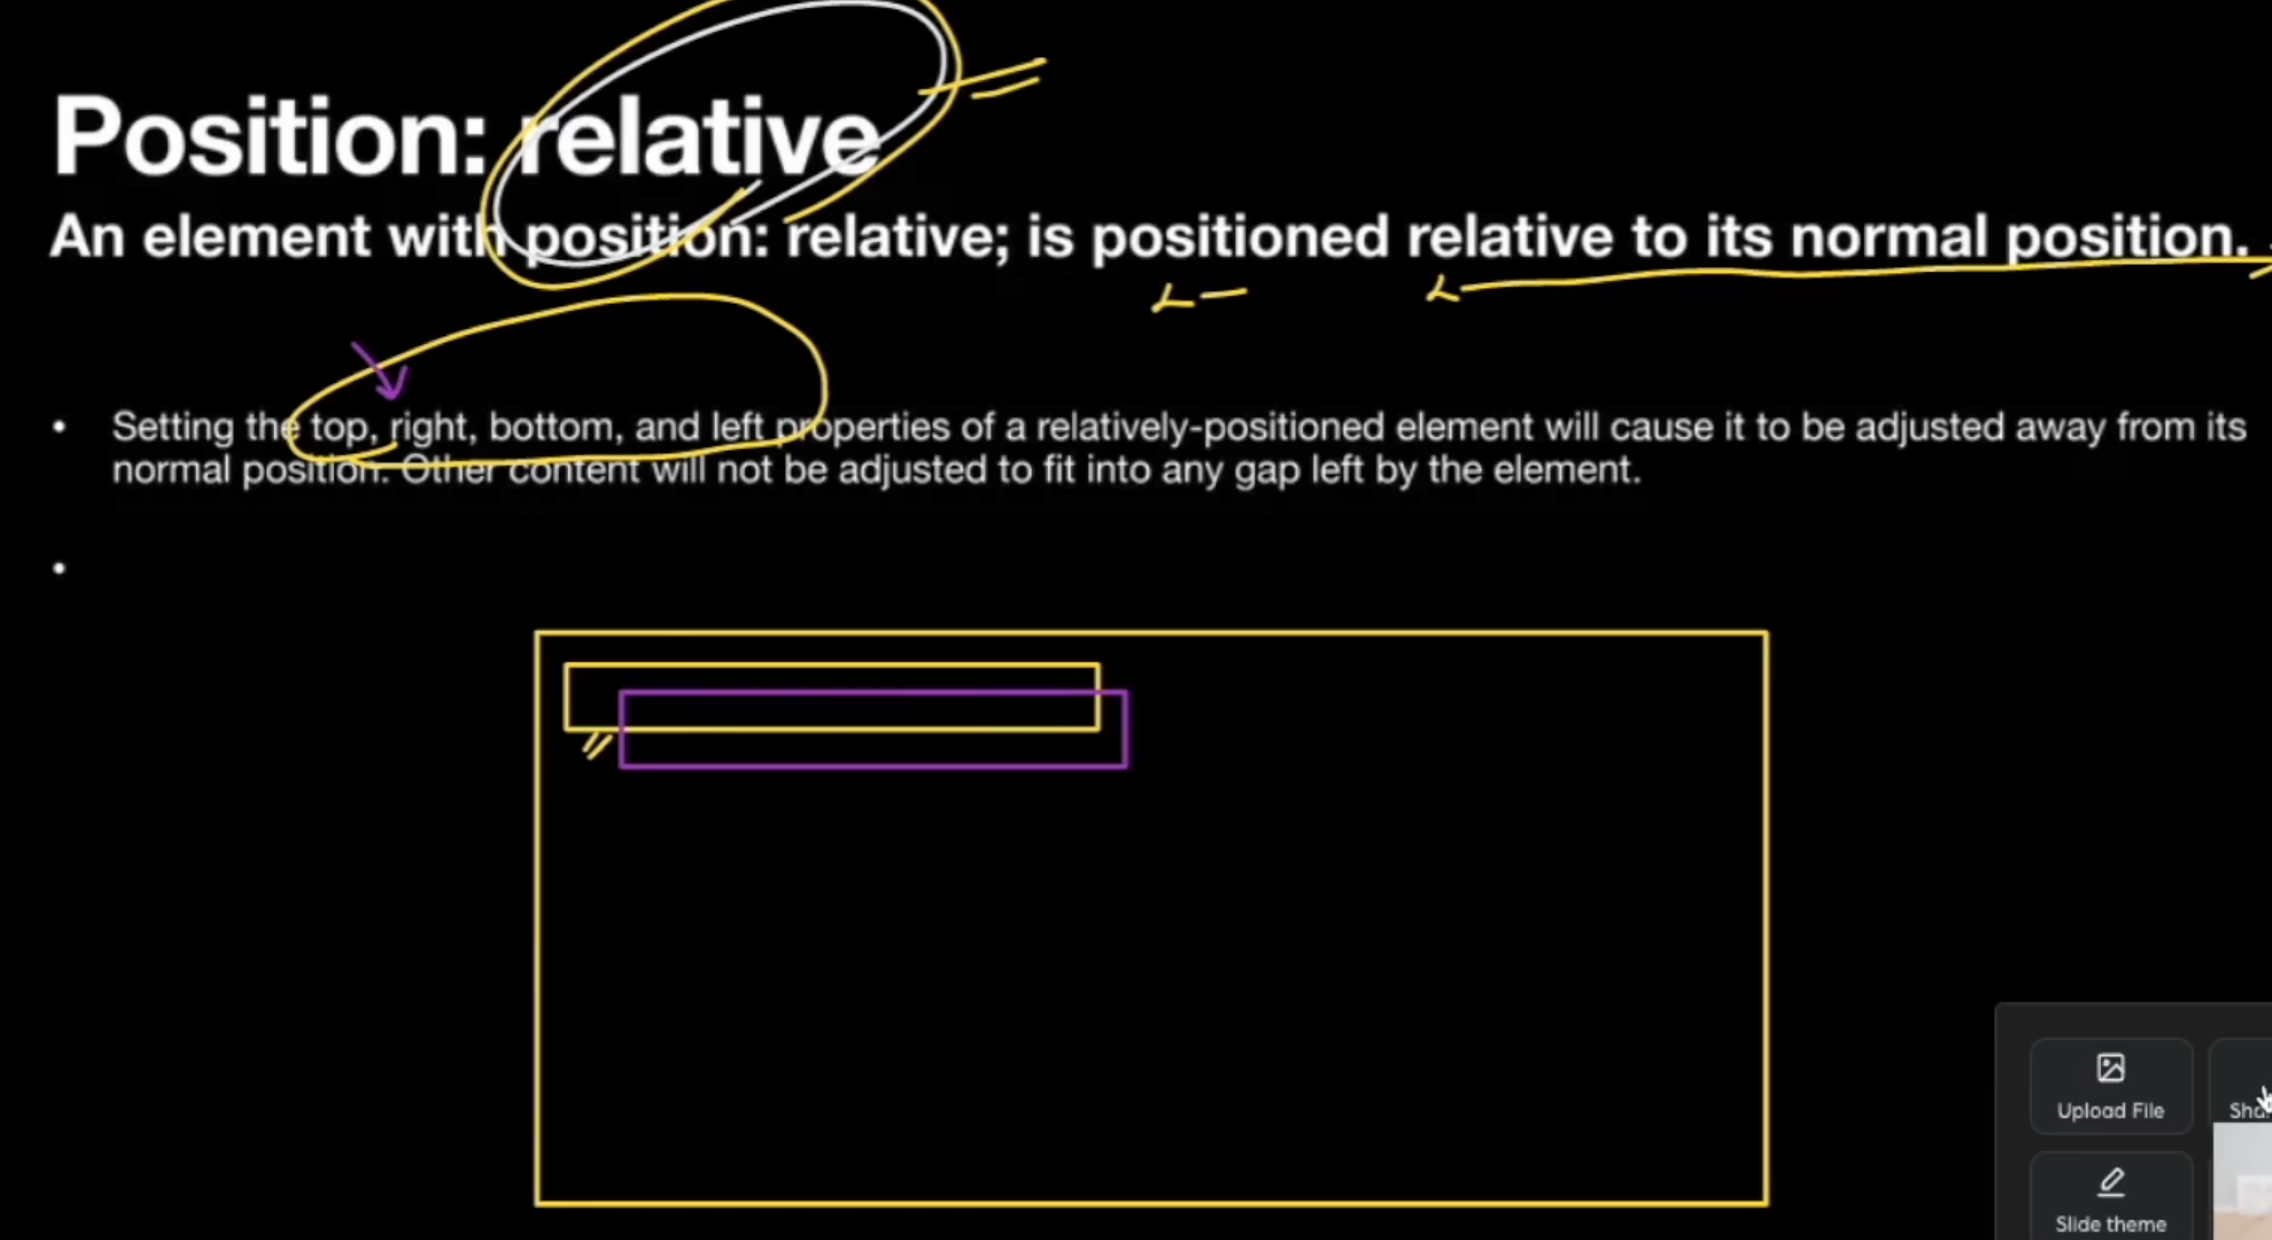 Position: relative
An element with position: relative; is positioned relative to its normal position.
• Setting the top, right, bottom, and left properties of a relatively-positioned element will cause it to be adjusted away from its
normal position. Other content will not be adjusted to fit into any gap left by the element.
•
Upload File
Slide theme